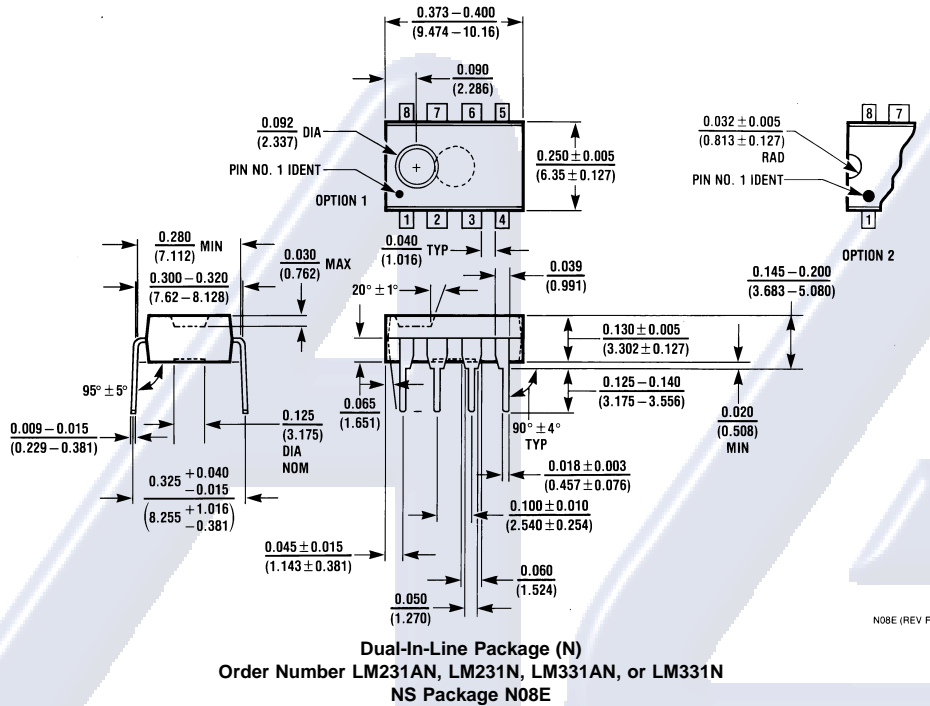 0.373–0.400
(9.474–10.16)
0.090
(2.286)
8 7 6 5
0.092 DIA
(2.337)
PIN NO. 1 IDENT
OPTION 1
1 2 3 4
0.250 ± 0.005
(6.35 ± 0.127)
8 7
0.032 ± 0.005
(0.813 ± 0.127)
RAD
PIN NO. 1 IDENT
1
OPTION 2
0.280 MIN
(7.112)
0.300–0.320
(7.62–8.128)
0.030 MAX
(0.762)
0.040 TYP
(1.016)
0.039
(0.991)
20° ± 1°
0.145–0.200
(3.683–5.080)
0.130 ± 0.005
(3.302 ± 0.127)
0.125–0.140
(3.175–3.556)
0.020
(0.508)
MIN
95° ± 5°
0.065
(1.651)
90° ± 4°
TYP
0.009–0.015
(0.229–0.381)
0.125
(3.175)
DIA
NOM
0.018 ± 0.003
(0.457 ± 0.076)
0.325 +0.040
−0.015
(8.255 +1.016
−0.381)
0.100 ± 0.010
(2.540 ± 0.254)
0.045 ± 0.015
(1.143 ± 0.381)
0.060
(1.524)
0.050
(1.270)
N08E (REV F
Dual-In-Line Package (N)
Order Number LM231AN, LM231N, LM331AN, or LM331N
NS Package N08E